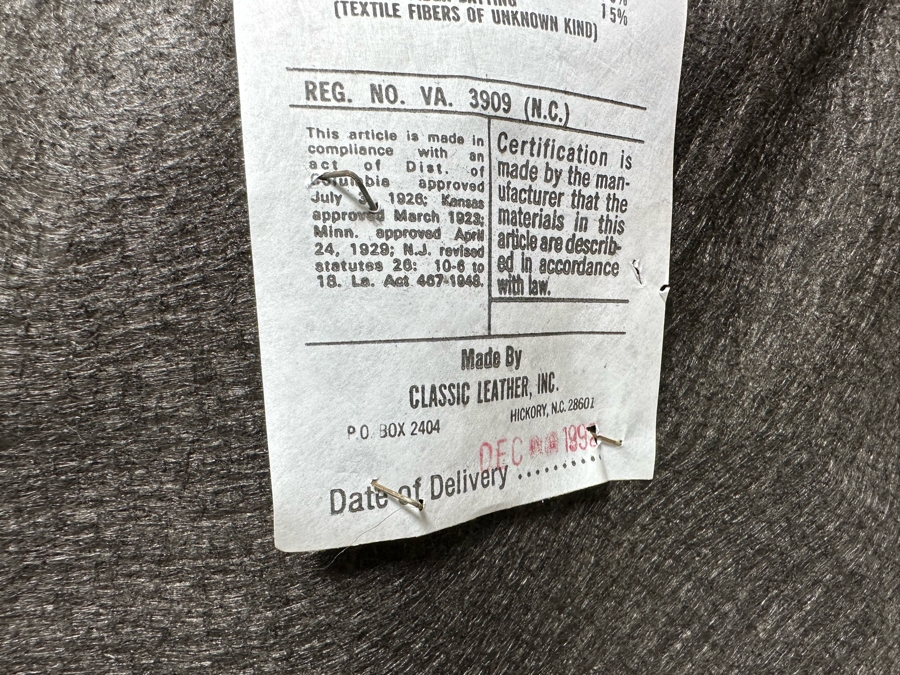 15%
(TEXTILE FIBERS OF UNKNOWN KIND)
REG. NO. VA. 3909 (N.C.)
This article is made in
compliance with an
act of Dist. of
Columbia approved
July 1926; Kansas
approved March 1923;
Minn. approved April
24, 1929; N.J. revised
statutes 26: 10-6 to
18. La. Act 467-1948.
Certification is
made by the man-
ufacturer that the
materials in this
article are describ-
ed in accordance
with law.
Made By
CLASSIC LEATHER, INC.
P.O. BOX 2404 HICKORY, N.C. 28601
DEC
Date of Delivery ..........